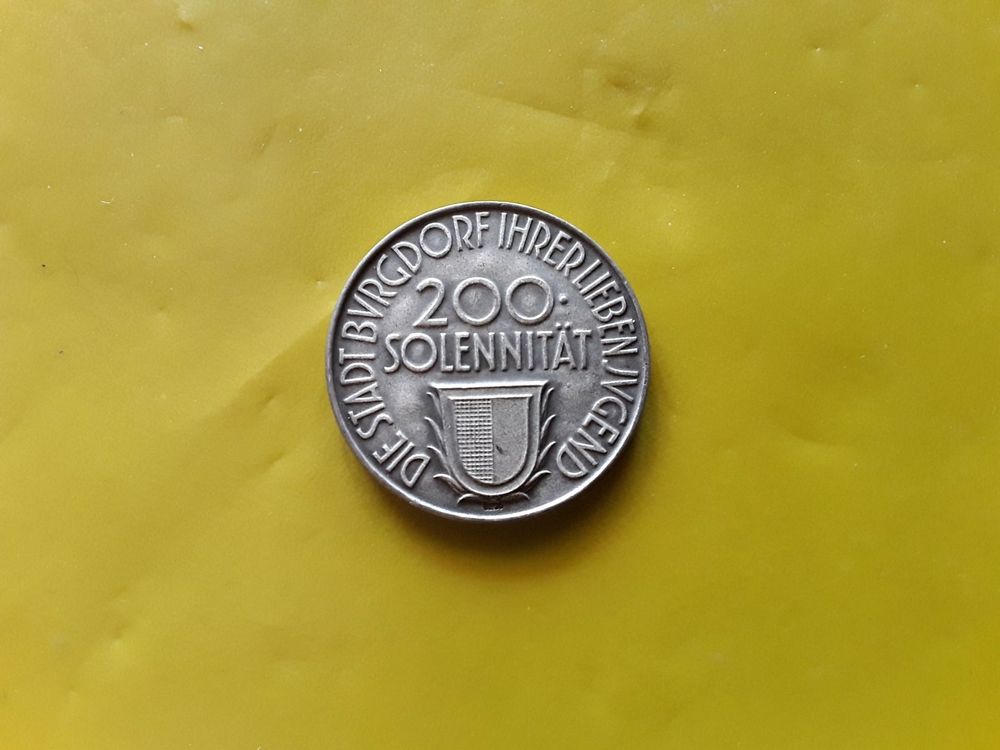 DIE STADT BVRGDORF IHRER LIEBEN JVGEND
200·
SOLENNITÄT